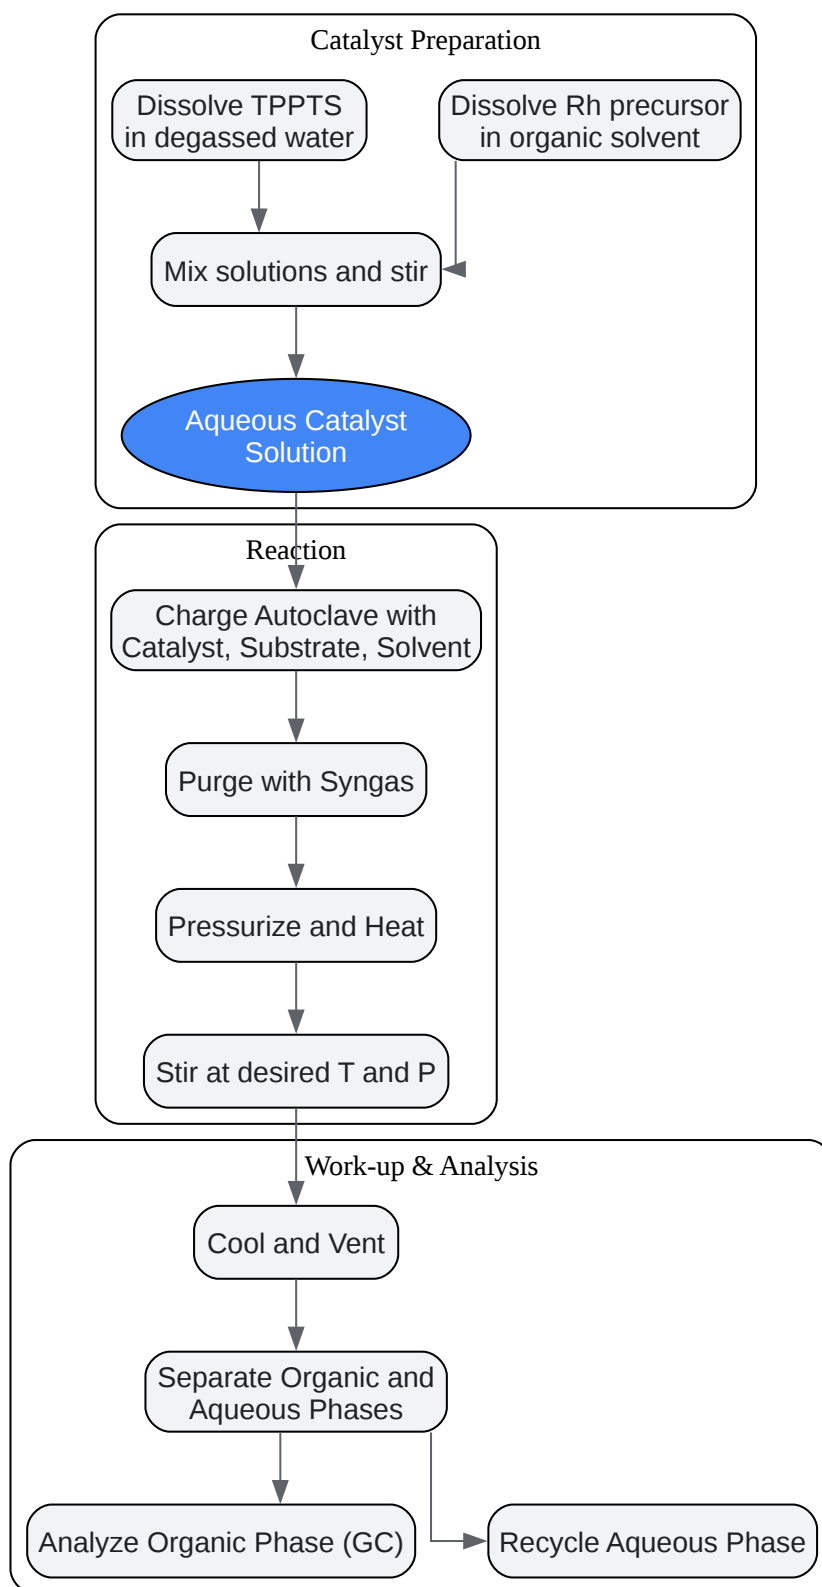 Catalyst Preparation
Dissolve TPPTS
in degassed water
Dissolve Rh precursor
in organic solvent
Mix solutions and stir
Aqueous Catalyst
Solution
Reaction
Charge Autoclave with
Catalyst, Substrate, Solvent
Purge with Syngas
Pressurize and Heat
Stir at desired T and P
Work-up & Analysis
Cool and Vent
Separate Organic and
Aqueous Phases
Analyze Organic Phase (GC)
Recycle Aqueous Phase